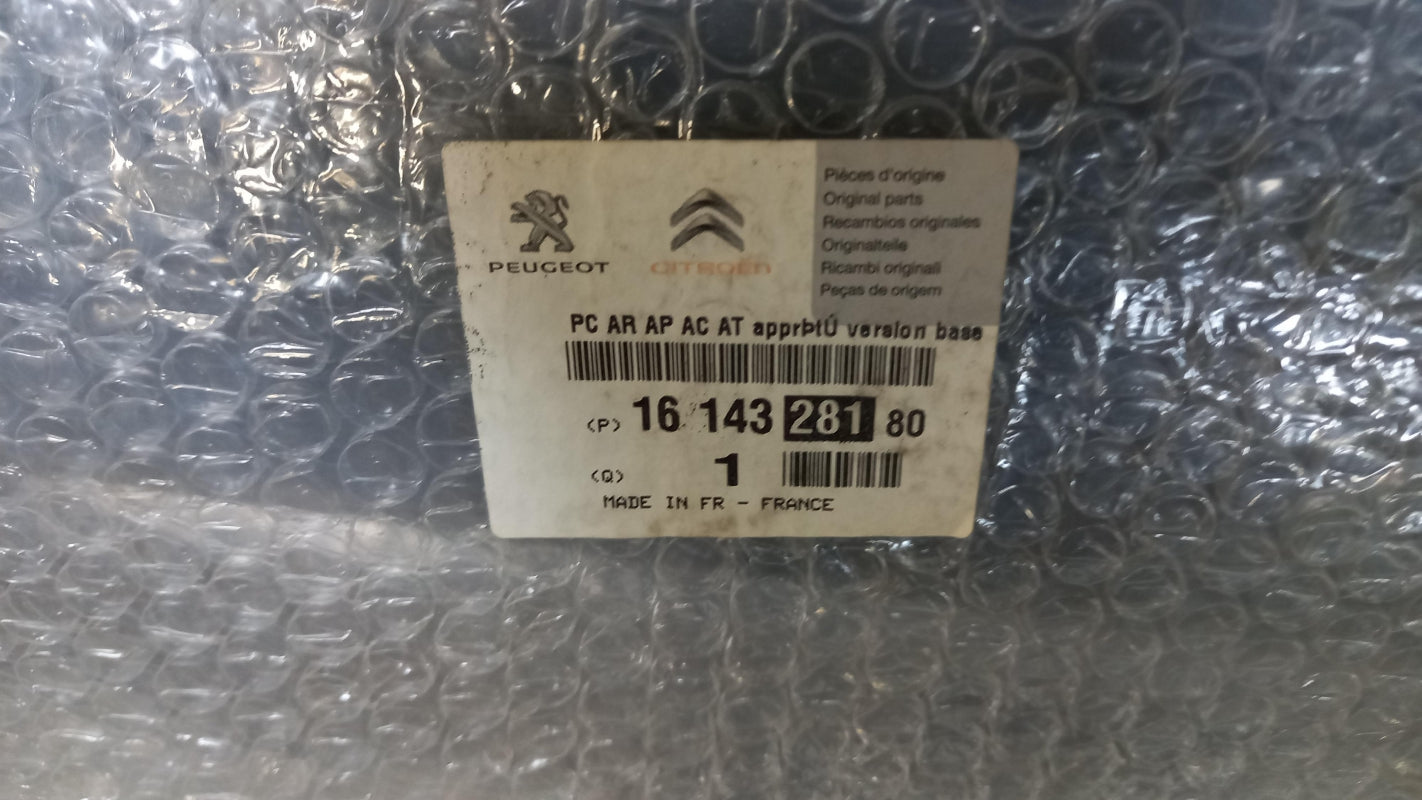 PEUGEOT
CITROËN
Pièces d'origine
Original parts
Recambios originales
Originalteile
Ricambi originali
Peças de origem
PC AR AP AC AT apprÞtÚ version base
(P) 16 143 281 80
(Q) 1
MADE IN FR - FRANCE